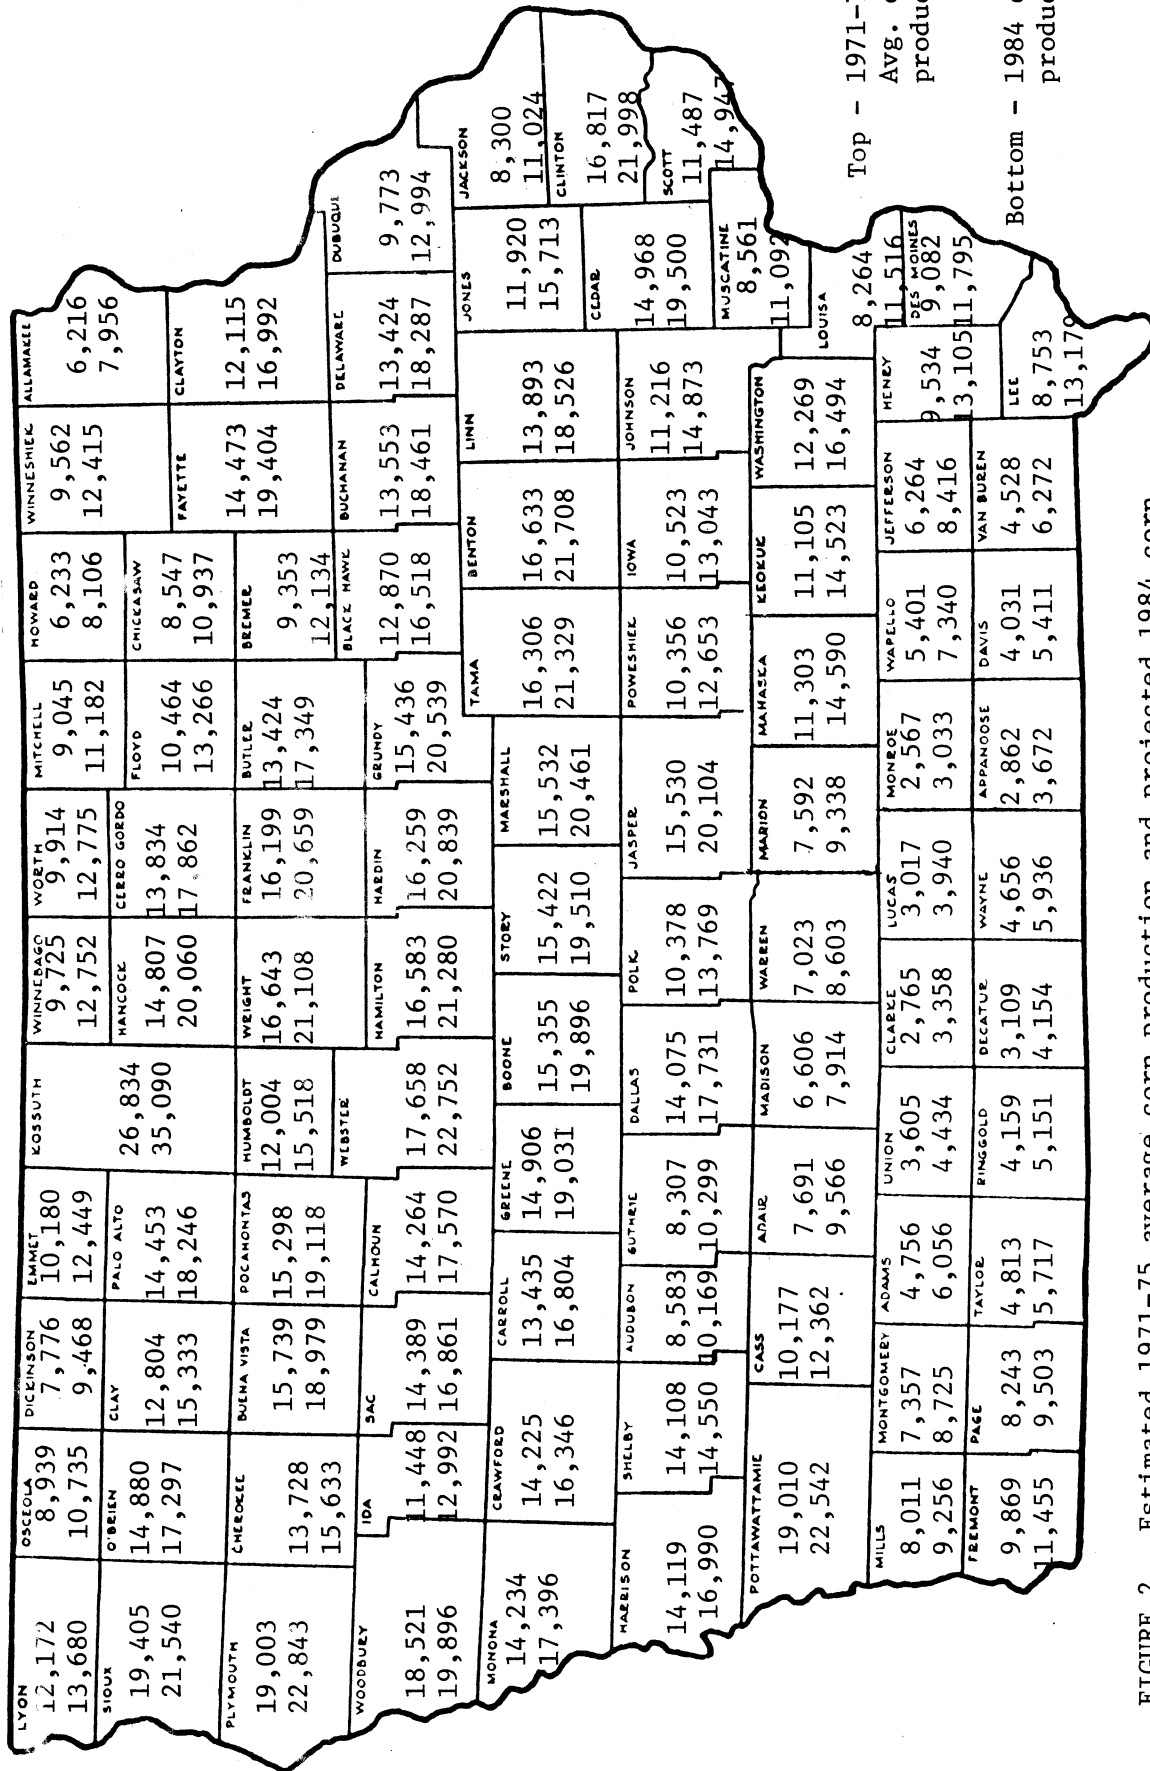 LYON
12,172
13,680
OSCEOLA
8,939
10,735
DICKINSON
7,776
9,468
EMMET
10,180
12,449
KOSSUTH
26,834
35,090
WINNEBAGO
9,725
12,752
WORTH
9,914
12,775
MITCHELL
9,045
11,182
HOWARD
6,233
8,106
WINNESHIEK
9,562
12,415
ALLAMAKEE
6,216
7,956
SIOUX
19,405
21,540
O'BRIEN
14,880
17,297
CLAY
12,804
15,333
PALO ALTO
14,453
18,246
HANCOCK
14,807
20,060
CERRO GORDO
13,834
17,862
FLOYD
10,464
13,266
CHICKASAW
8,547
10,937
FAYETTE
14,473
19,404
CLAYTON
12,115
16,992
PLYMOUTH
19,003
22,843
CHEROKEE
13,728
15,633
BUENA VISTA
15,739
18,979
POCAHONTAS
15,298
19,118
HUMBOLDT
12,004
15,518
WRIGHT
16,643
21,108
FRANKLIN
16,199
20,659
BUTLER
13,424
17,349
BREMER
9,353
12,134
WOODBURY
18,521
19,896
IDA
11,448
12,992
SAC
14,389
16,861
CALHOUN
14,264
17,570
WEBSTER
17,658
22,752
HAMILTON
16,583
21,280
HARDIN
16,259
20,839
GRUNDY
15,436
20,539
BLACK HAWK
12,870
16,518
BUCHANAN
13,553
18,461
DELAWARE
13,424
18,287
DUBUQUE
9,773
12,994
MONONA
14,234
17,396
CRAWFORD
14,225
16,346
CARROLL
13,435
16,804
GREENE
14,906
19,031
BOONE
15,355
19,896
STORY
15,422
19,510
MARSHALL
15,532
20,461
TAMA
16,306
21,329
BENTON
16,633
21,708
LINN
13,893
18,526
JONES
11,920
15,713
JACKSON
8,300
11,024
CLINTON
16,817
21,998
CEDAR
14,968
19,500
SCOTT
11,487
14,947
HARRISON
14,119
16,990
SHELBY
14,108
14,550
AUDUBON
8,583
10,169
GUTHRIE
8,307
10,299
DALLAS
14,075
17,731
POLK
10,378
13,769
JASPER
15,530
20,104
POWESHIEK
10,356
12,653
IOWA
10,523
13,043
JOHNSON
11,216
14,873
MUSCATINE
8,561
11,092
POTTAWATTAMIE
19,010
22,542
CASS
10,177
12,362
ADAIR
7,691
9,566
MADISON
6,606
7,914
WARREN
7,023
8,603
MARION
7,592
9,338
MAHASKA
11,303
14,590
KEOKUK
11,105
14,523
WASHINGTON
12,269
16,494
LOUISA
8,264
11,516
MILLS
8,011
9,256
MONTGOMERY
7,357
8,725
ADAMS
4,756
6,056
UNION
3,605
4,434
CLARKE
2,765
3,358
LUCAS
3,017
3,940
MONROE
2,567
3,033
WAPELLO
5,401
7,340
JEFFERSON
6,264
8,416
HENRY
9,534
13,105
DES MOINES
9,082
11,795
FREMONT
9,869
11,455
PAGE
8,243
9,503
TAYLOR
4,813
15,717
RINGGOLD
4,159
5,151
DECATUR
3,109
4,154
WAYNE
4,656
5,936
APPANOOSE
2,862
3,672
DAVIS
4,031
5,411
VAN BUREN
4,528
6,272
LEE
8,753
13,179
Top - 1971-
Avg.
produc
Bottom - 1984
produ
FIGURE 2. Estimated 1971-75 average corn production and projected 1984 corn